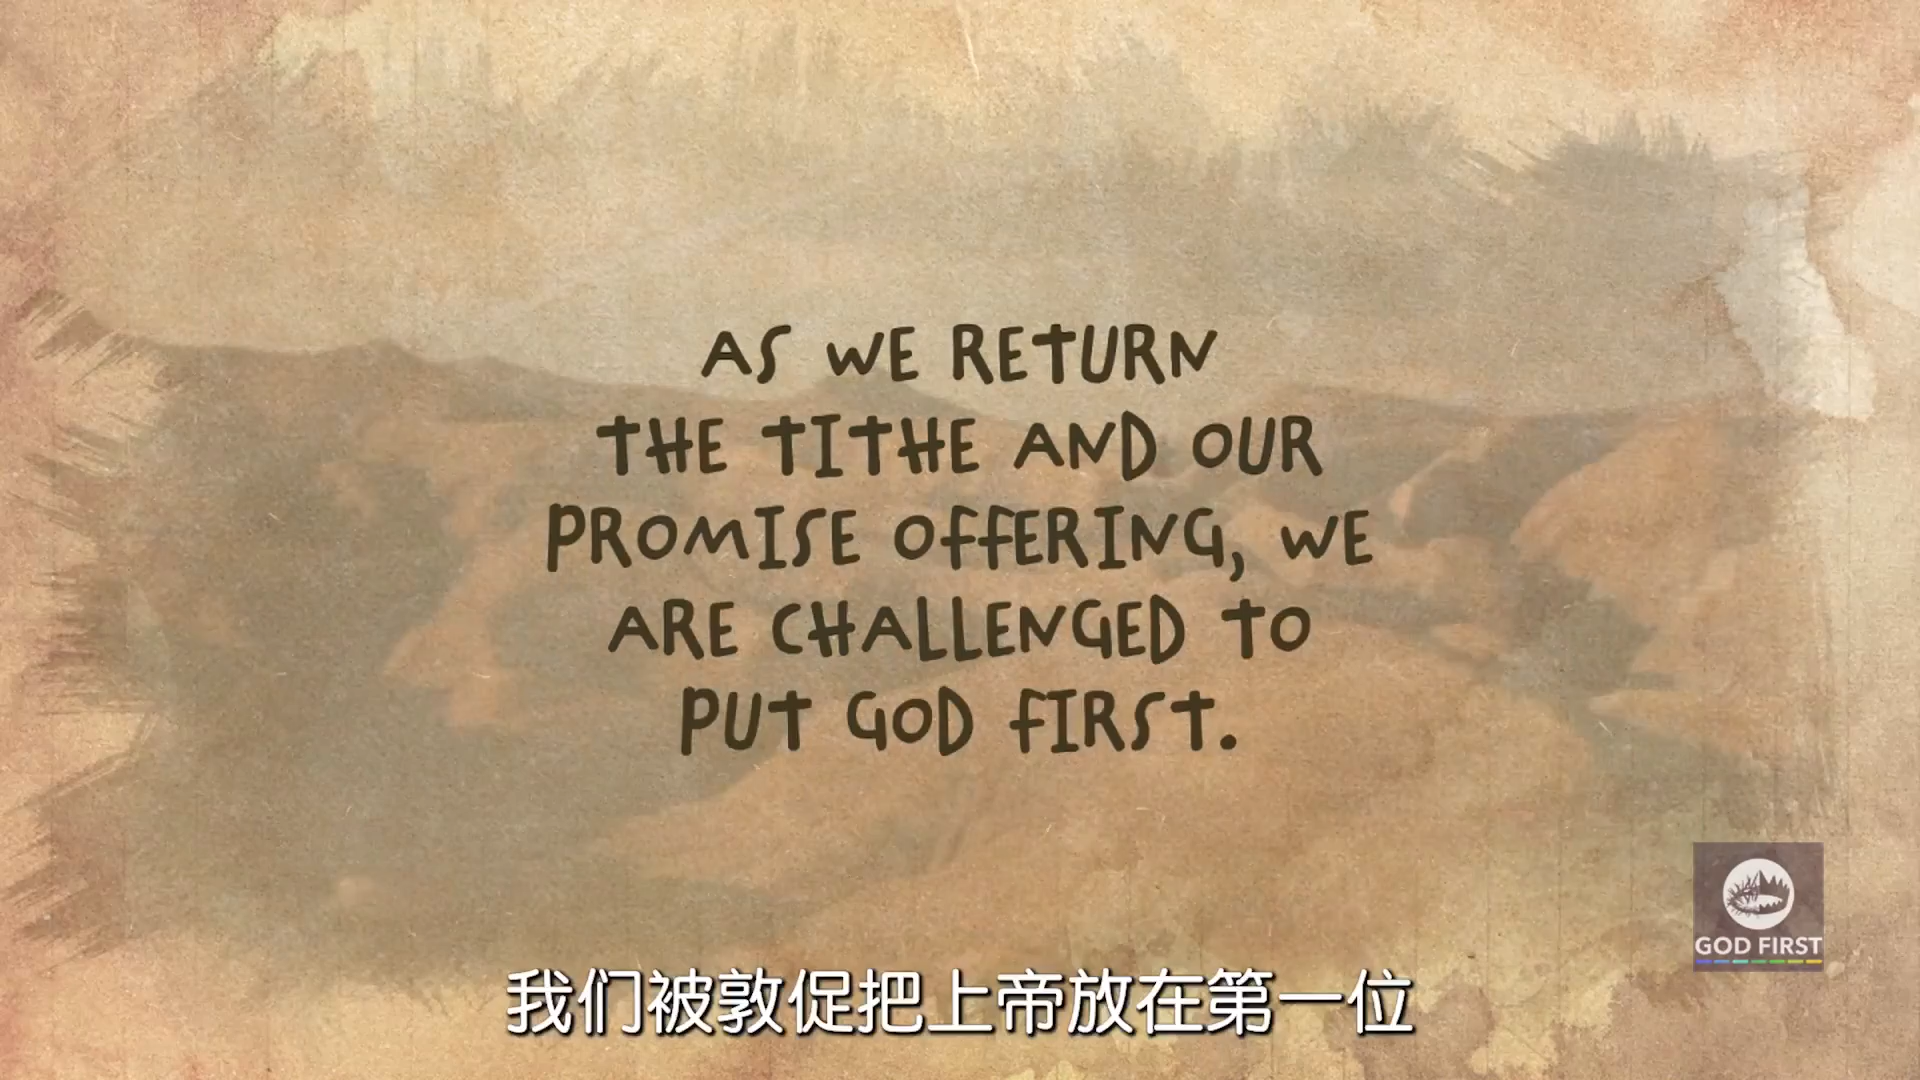 AS WE RETURN
THE TITHE AND OUR
PROMISE OFFERING, WE
ARE CHALLENGED TO
PUT GOD FIRST.
GOD FIRST
我们被敦促把上帝放在第一位